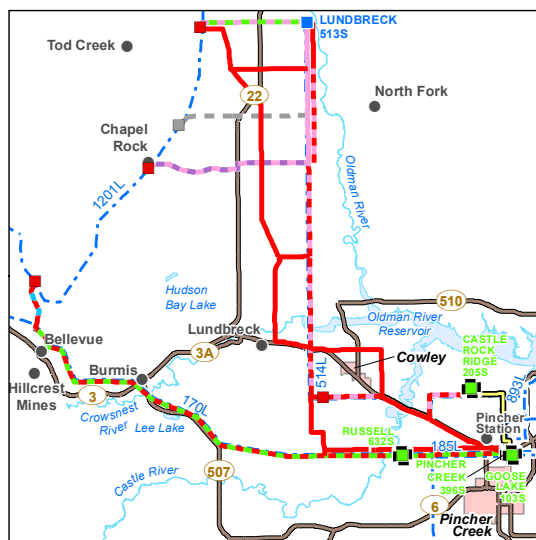 LUNDBRECK
513S
Tod Creek
22
North Fork
Chapel
Rock
Oldman River
1201L
Hudson
Bay Lake
510
Oldman River
Reservoir
Lundbreck
3A
Bellevue
Cowley
CASTLE
ROCK
RIDGE
205S
514L
893L
Burmis
Hillcrest
Mines
3
Crowsnest
River
170L
Lee Lake
Pincher
Station
RUSSELL
632S
185L
PINCHER
CREEK
396S
GOOSE
LAKE
103S
Castle River
507
6
Pincher
Creek